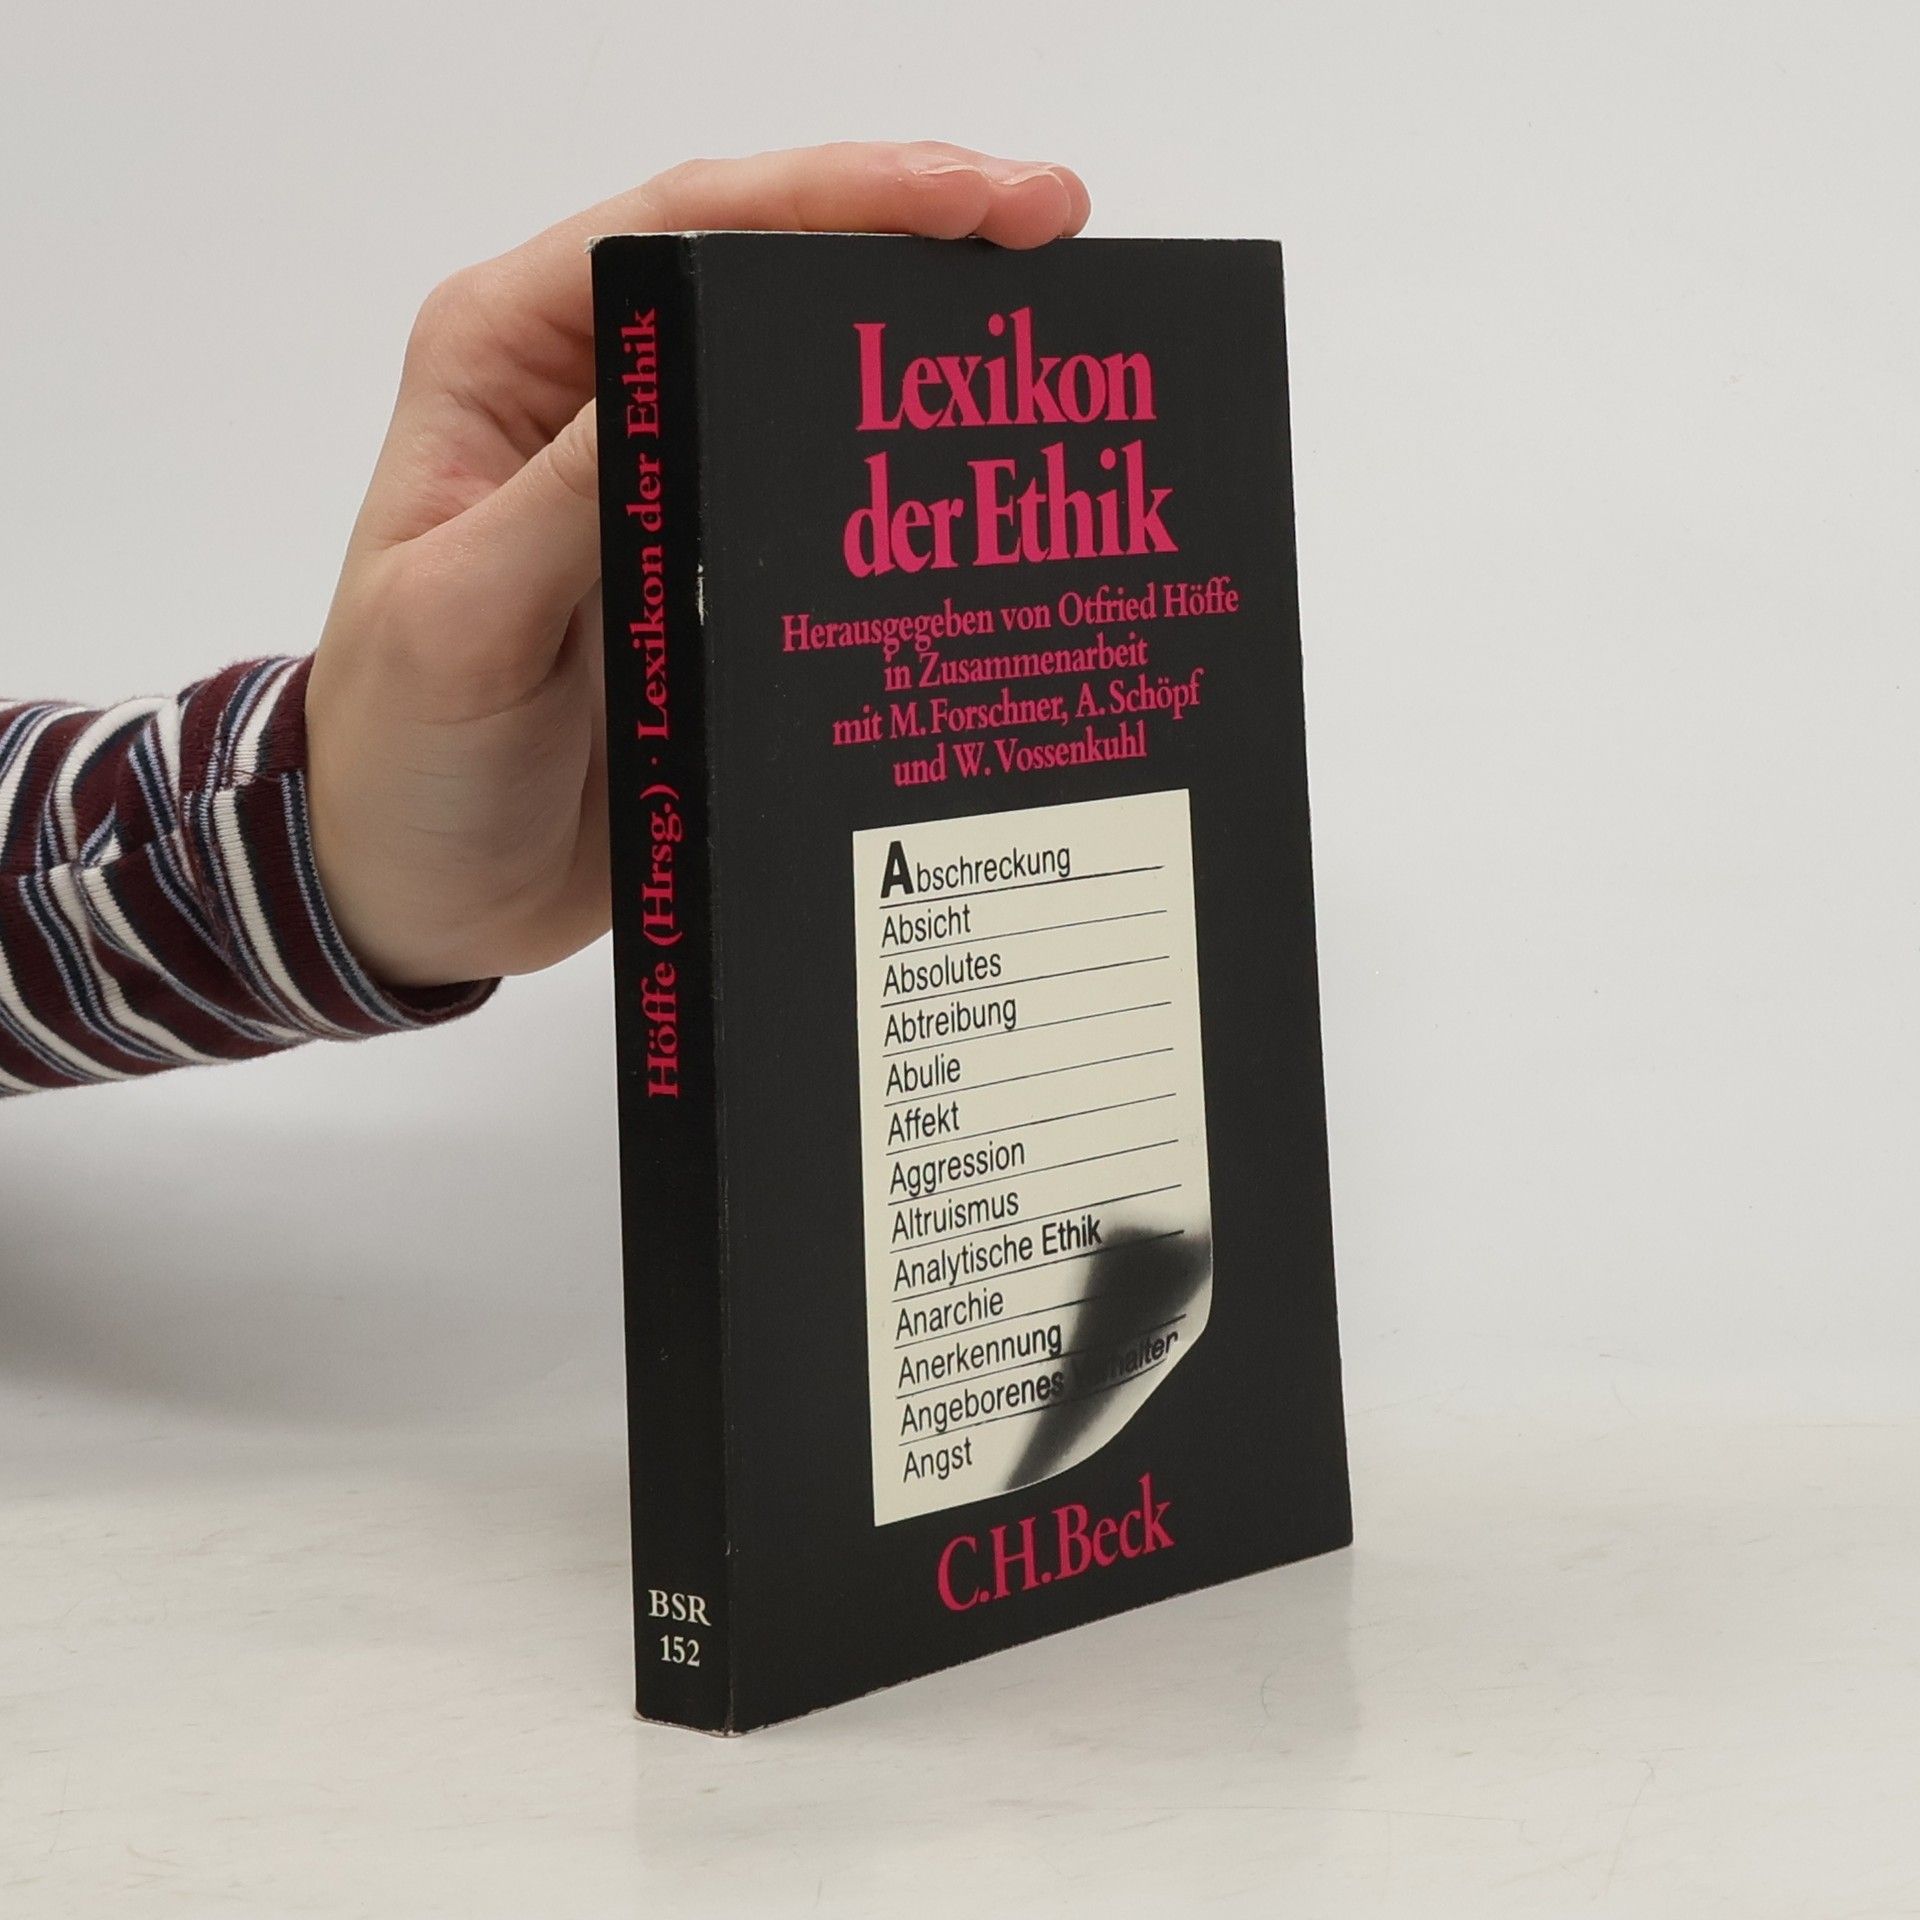 Höffe (Hrsg.) · Lexikon der Ethik
BSR
152
Lexikon
der Ethik
Herausgegeben von Otfried Höffe
in Zusammenarbeit
mit M. Forschner, A. Schöpf
und W. Vossenkuhl
Abschreckung
Absicht
Absolutes
Abtreibung
Abulie
Affekt
Aggression
Altruismus
Analytische Ethik
Anarchie
Anerkennung
Angeborenes
Angst
C.H.Beck